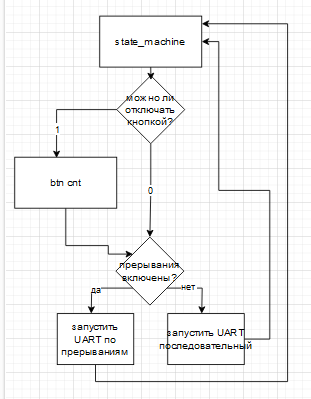 state_machine
можно ли
отключать
кнопкой?
1
btn cnt
0
прерывания
включены?
да
нет
запустить
UART по
прерываниям
запустить UART
последовательный